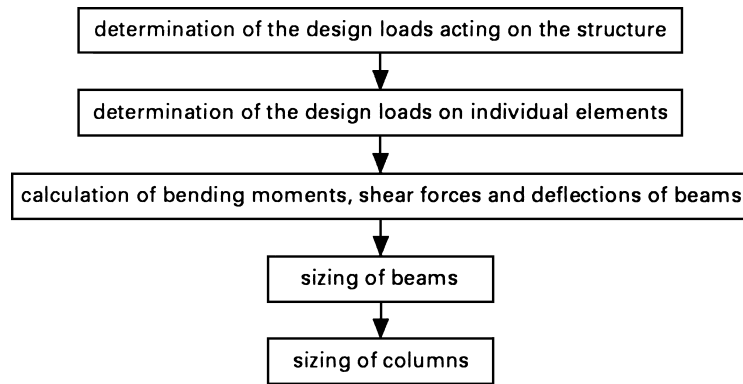 determination of the design loads acting on the structure
determination of the design loads on individual elements
calculation of bending moments, shear forces and deflections of beams
sizing of beams
sizing of columns